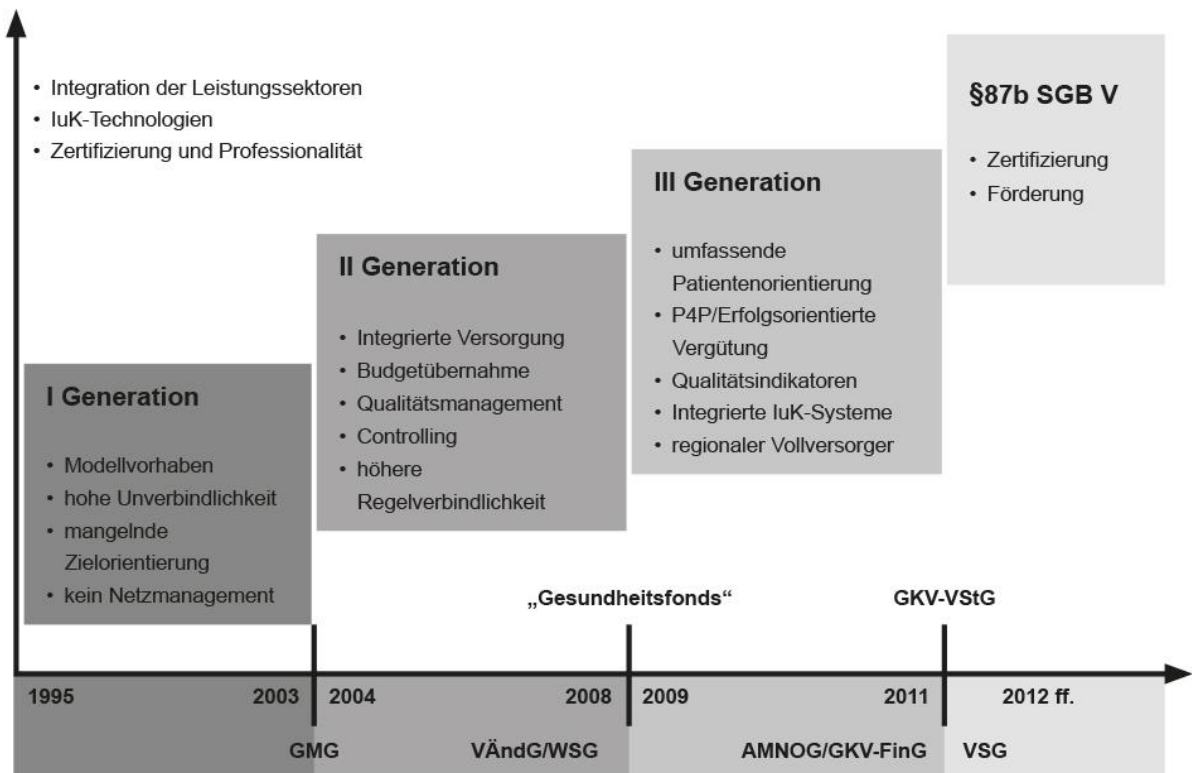 • Integration der Leistungssektoren
• IuK-Technologien
• Zertifizierung und Professionalität
I Generation
• Modellvorhaben
• hohe Unverbindlichkeit
• mangelnde
Zielorientierung
• kein Netzmanagement
II Generation
• Integrierte Versorgung
• Budgetübernahme
• Qualitätsmanagement
• Controlling
• höhere
Regelverbindlichkeit
III Generation
• umfassende
Patientenorientierung
• P4P/Erfolgsorientierte
Vergütung
• Qualitätsindikatoren
• Integrierte IuK-Systeme
• regionaler Vollversorger
§87b SGB V
• Zertifizierung
• Förderung
„Gesundheitsfonds“ GKV-VStG
1995 2003 2004 2008 2009 2011 2012 ff.
GMG VÄndG/WSG AMNOG/GKV-FinG VSG